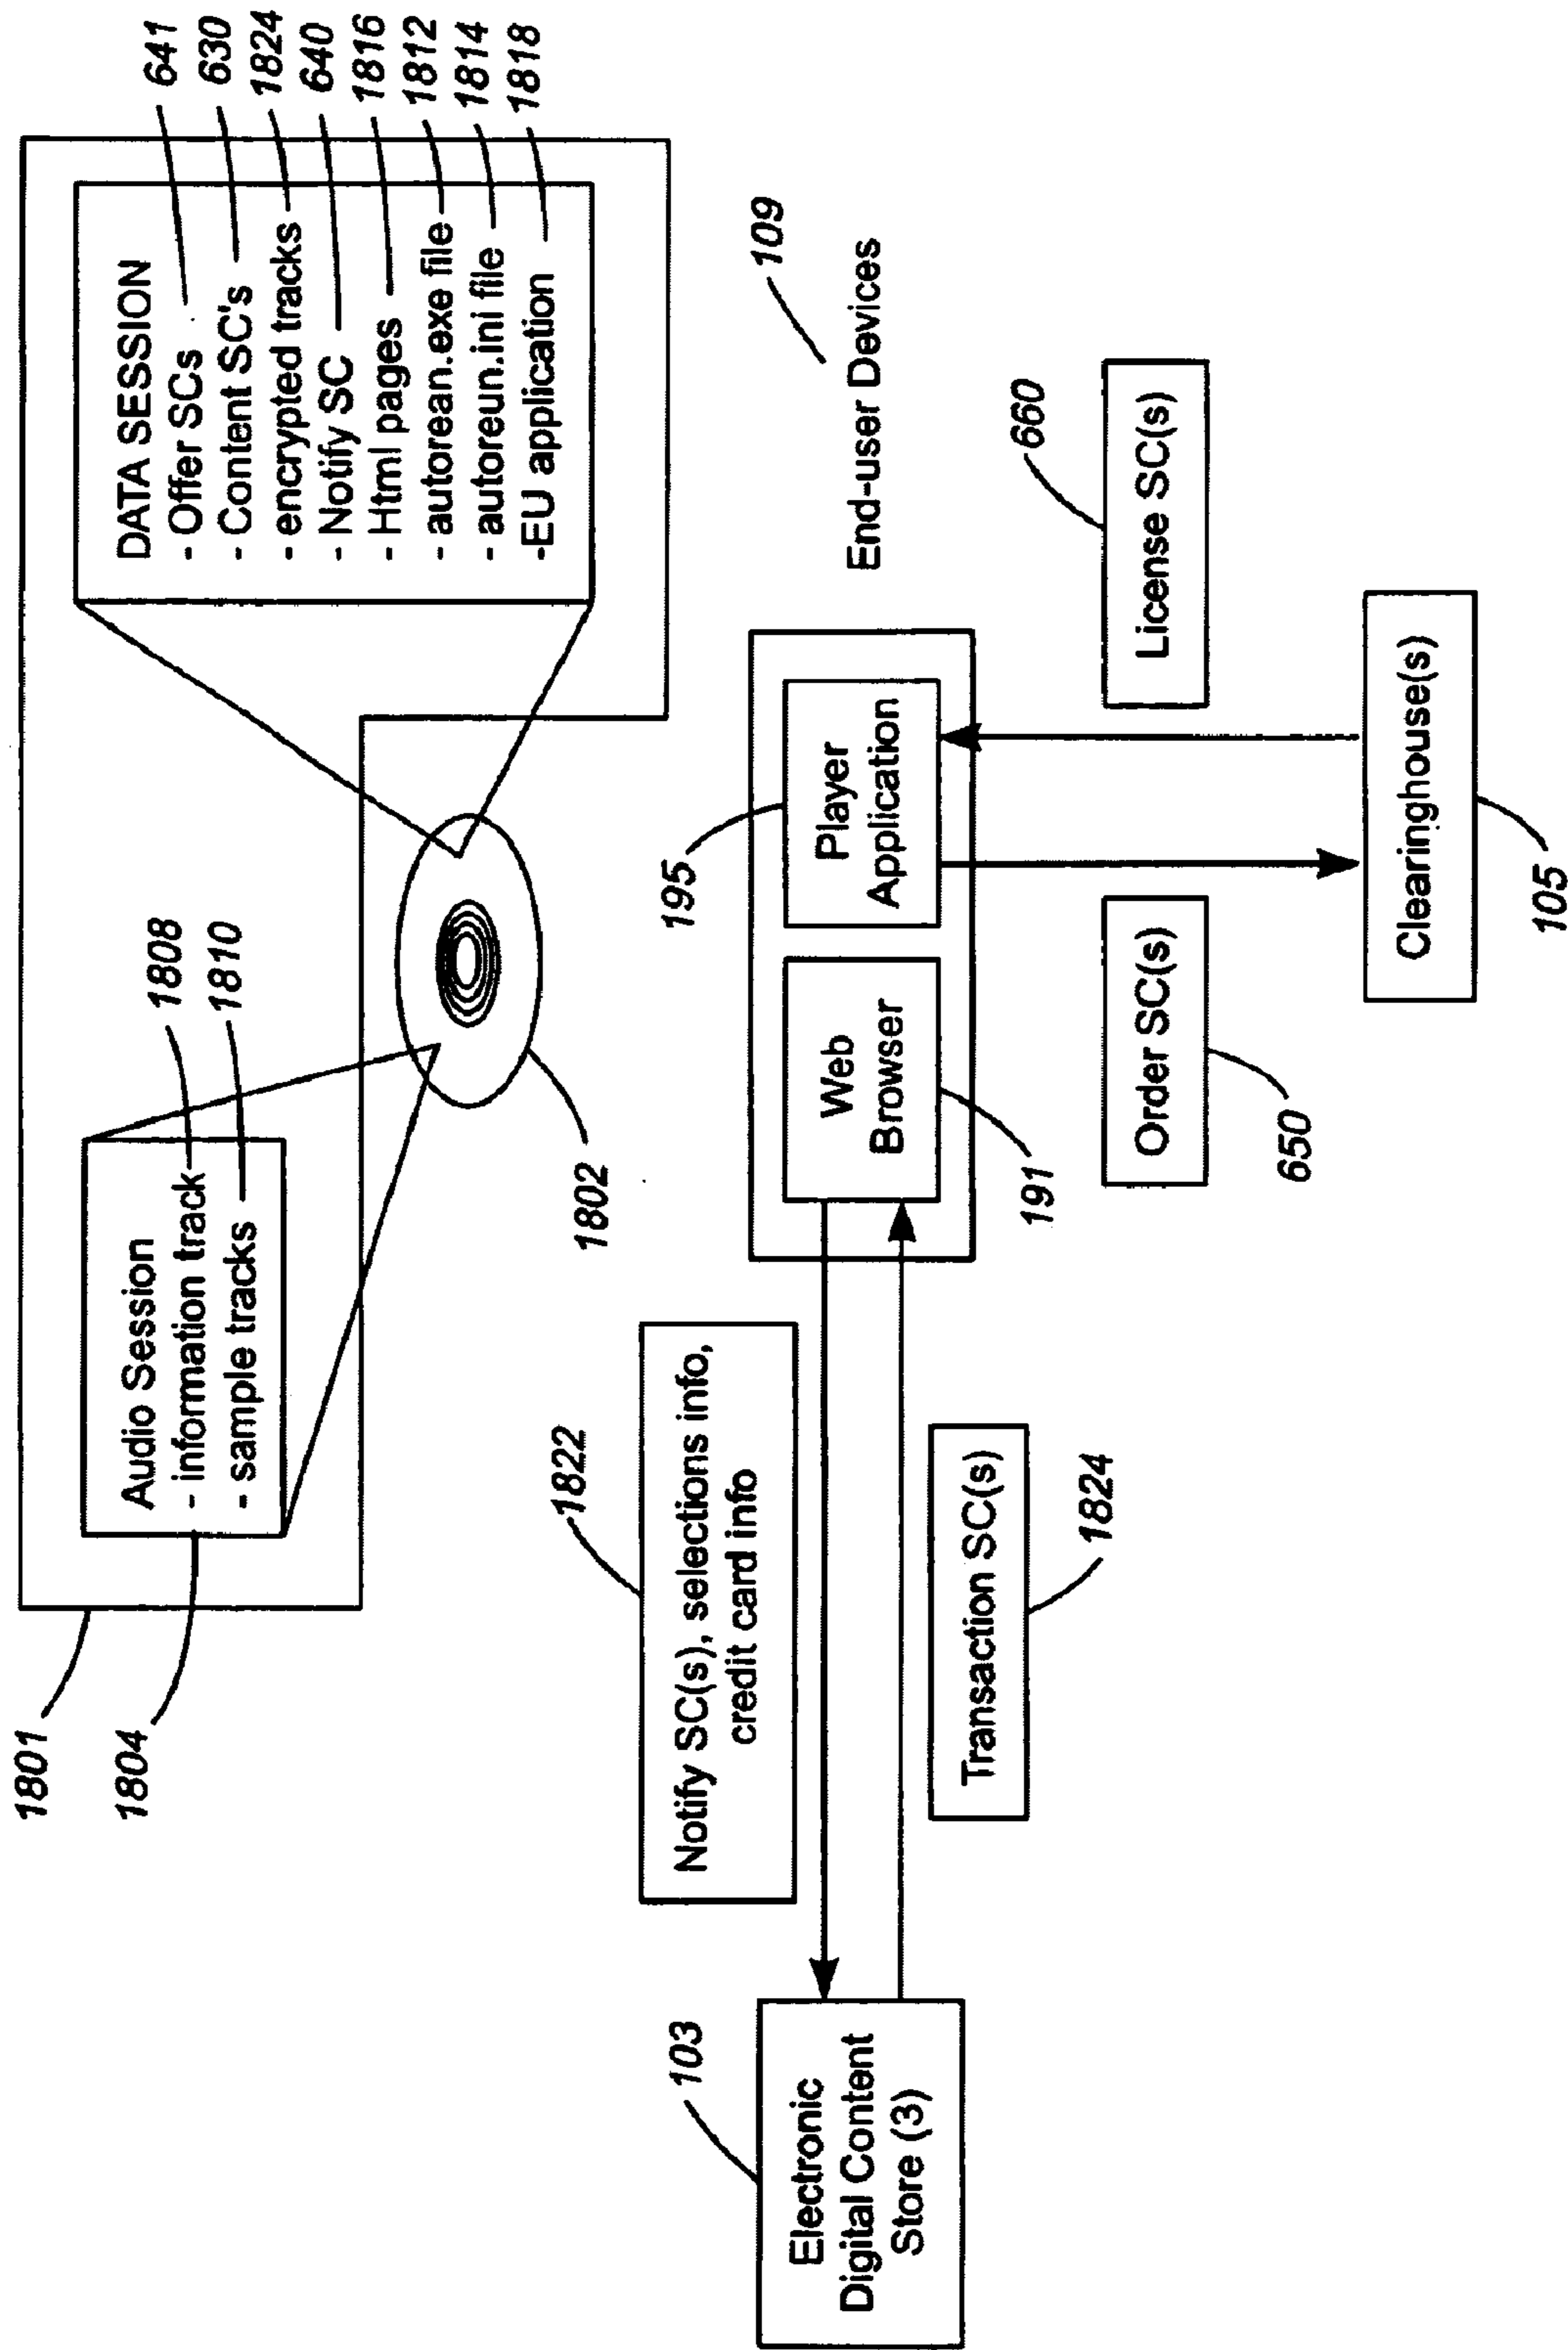 1801
1804
Audio Session
- information track
- sample tracks
1808
1810
1802
DATA SESSION
- Offer SCs
- Content SC's
- encrypted tracks
- Notify SC
- Html pages
- autorean.exe file
- autoreun.ini file
-EU application
641
630
1824
640
1816
1812
1814
1818
103
Electronic
Digital Content
Store (3)
1822
Notify SC(s), selections info,
credit card info
Transaction SC(s)
1824
Web
Browser
191
195
Player
Application
109
End-user Devices
Order SC(s)
650
License SC(s)
660
Clearinghouse(s)
105